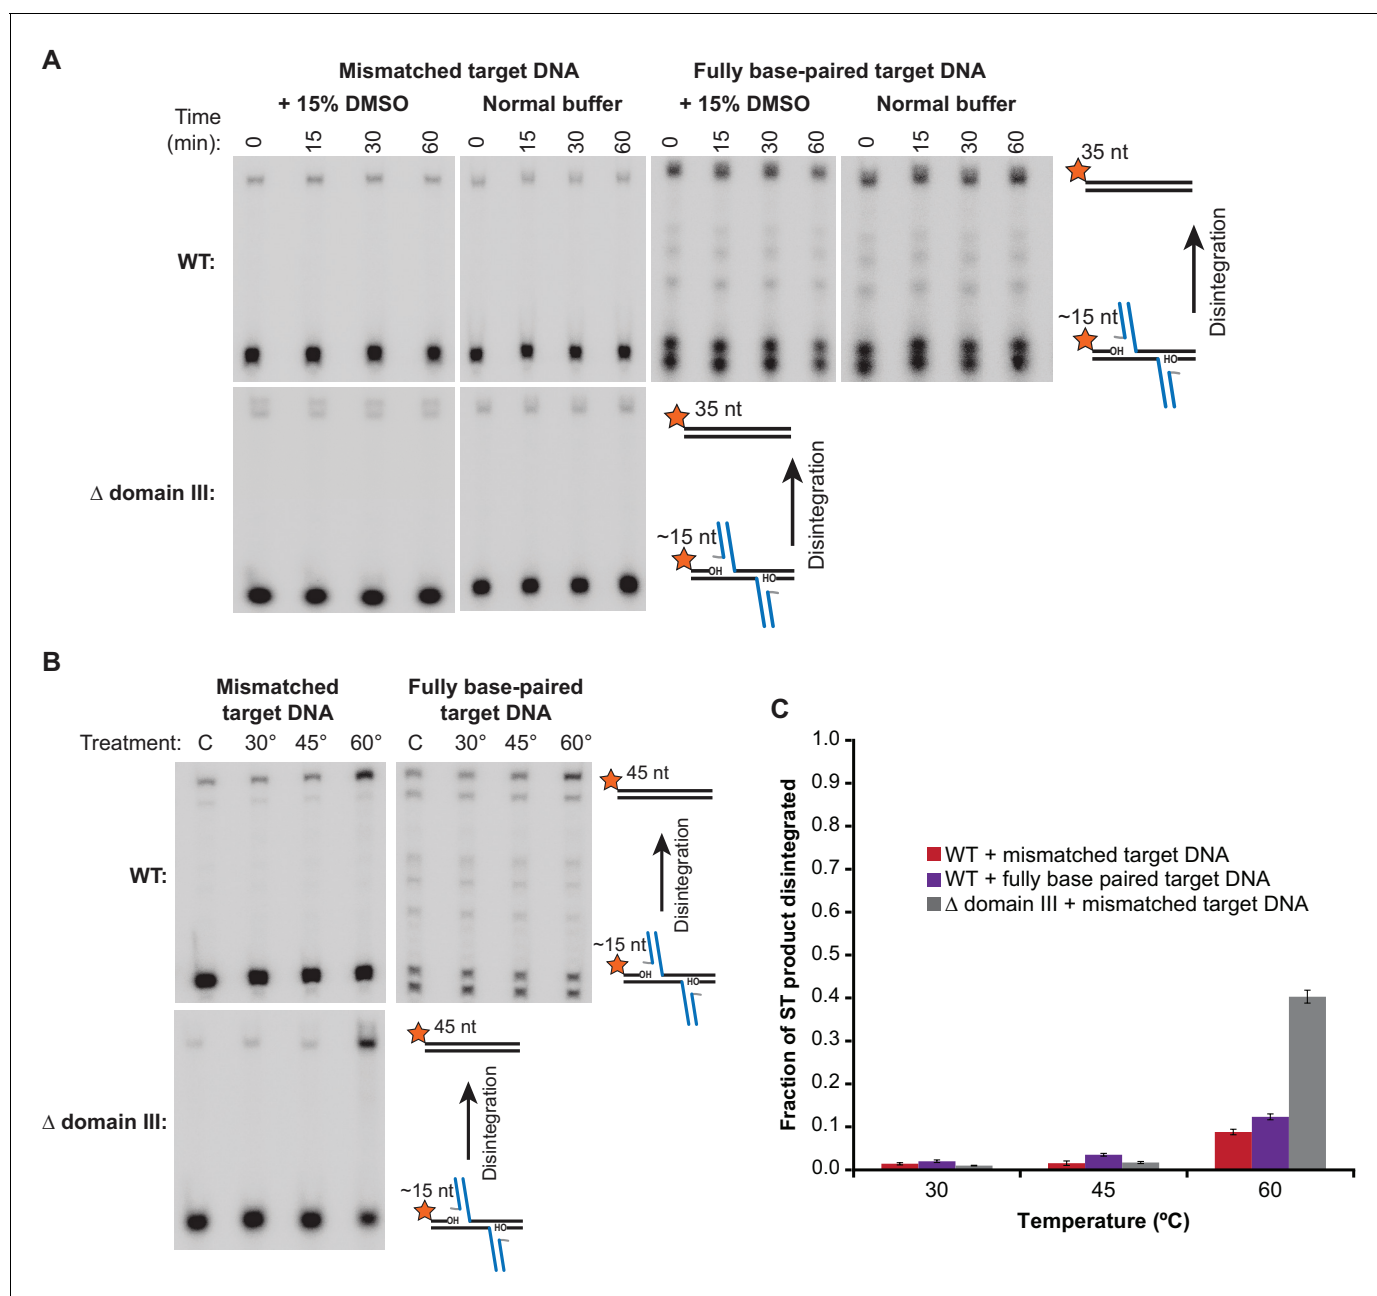 A
Mismatched target DNA
Fully base-paired target DNA
+ 15% DMSO
Normal buffer
+ 15% DMSO
Normal buffer
Time
(min):
0 15 30 60 0 15 30 60 0 15 30 60 0 15 30 60
WT:
35 nt
Disintegration
~15 nt
OH
HO
Δ domain III:
35 nt
Disintegration
~15 nt
OH
HO
B
Mismatched
target DNA
Fully base-paired
target DNA
Treatment: C 30° 45° 60° C 30° 45° 60°
WT:
45 nt
Disintegration
~15 nt
OH
HO
Δ domain III:
45 nt
Disintegration
~15 nt
OH
HO
C
Fraction of ST product disintegrated
1.0
0.9
0.8
0.7
0.6
0.5
0.4
0.3
0.2
0.1
0.0
WT + mismatched target DNA
WT + fully base paired target DNA
Δ domain III + mismatched target DNA
30 45 60
Temperature (ºC)